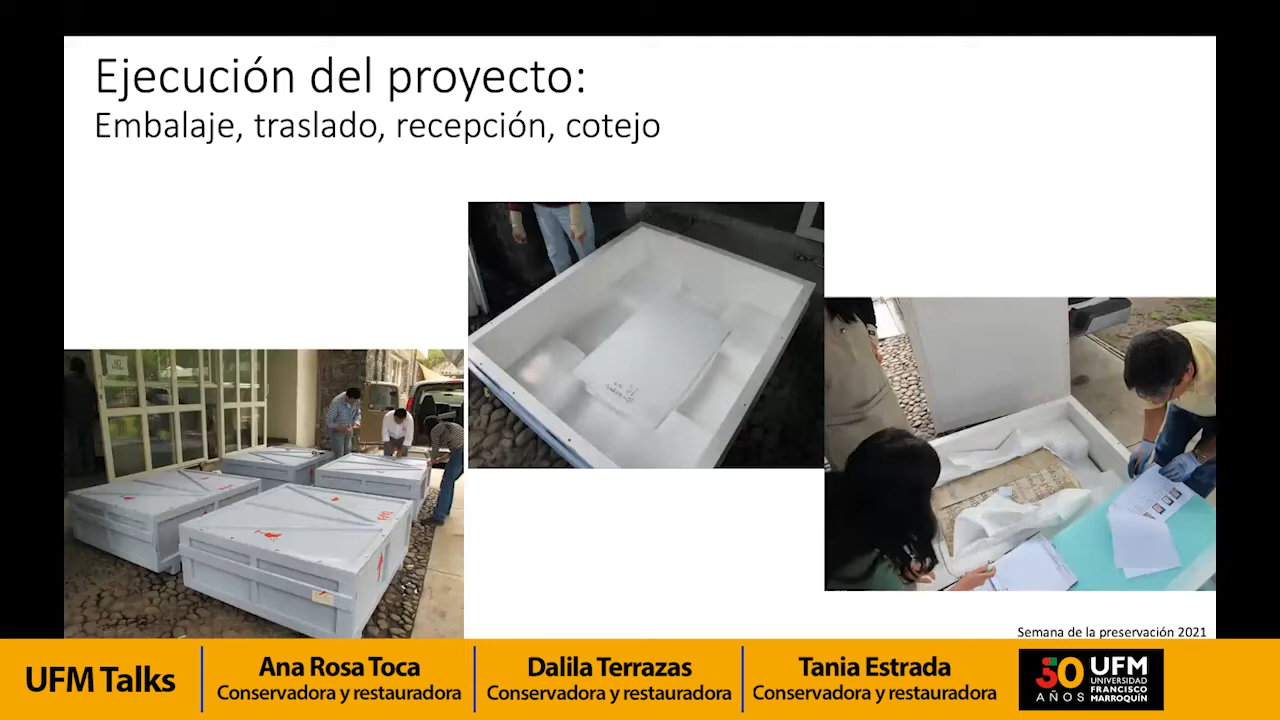 Ejecución del proyecto:
Embalaje, traslado, recepción, cotejo
Semana de la preservación 2021
UFM Talks
Ana Rosa Toca
Conservadora y restauradora
Dalila Terrazas
Conservadora y restauradora
Tania Estrada
Conservadora y restauradora
50
AÑOS
UFM
UNIVERSIDAD
FRANCISCO
MARROQUÍN